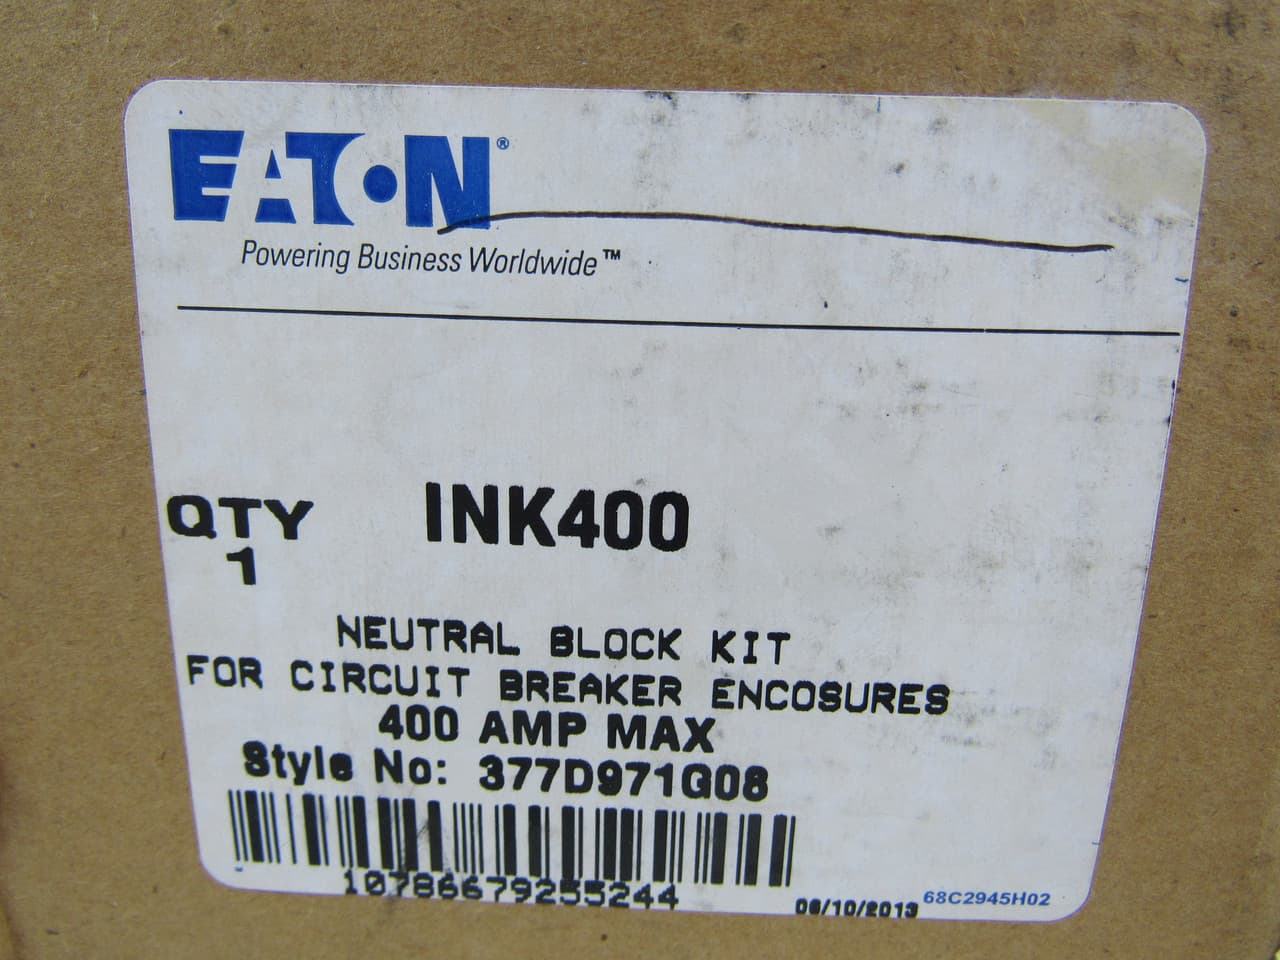 EATON®
Powering Business Worldwide™
QTY INK400
1
NEUTRAL BLOCK KIT
FOR CIRCUIT BREAKER ENCOSURES
400 AMP MAX
Style No: 377D971G08
10786679255244
06/10/2013 68C2945H02